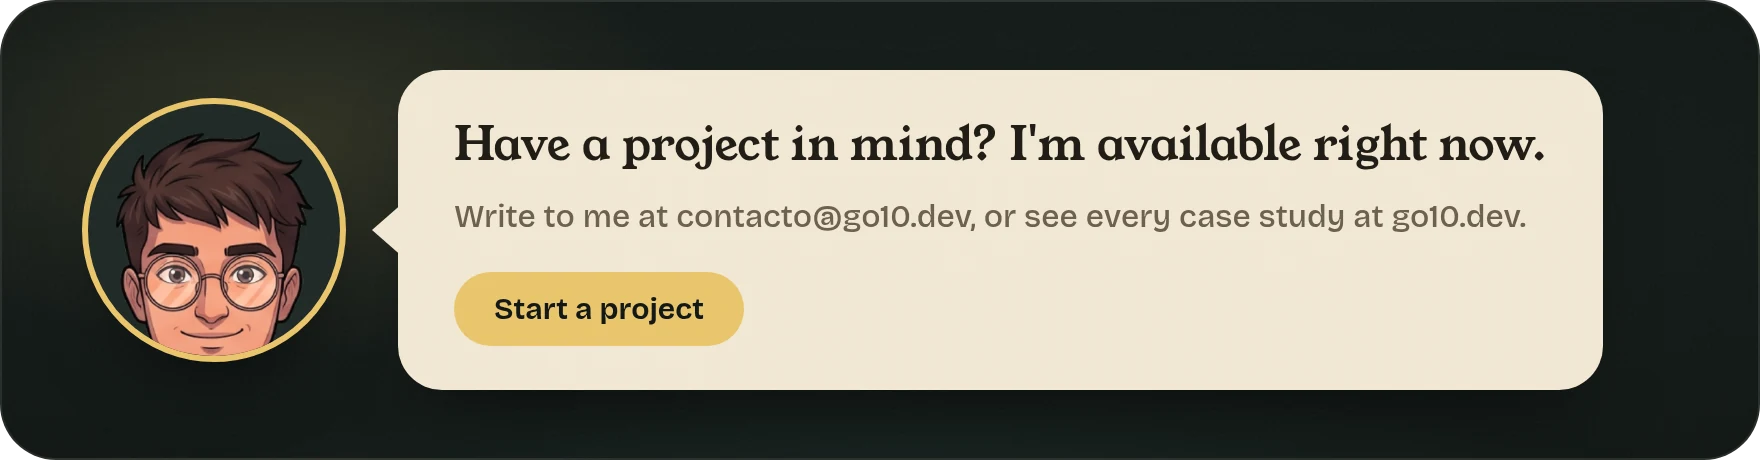 Have a project in mind? I'm available right now.
Write to me at contacto@go10.dev, or see every case study at go10.dev.
Start a project